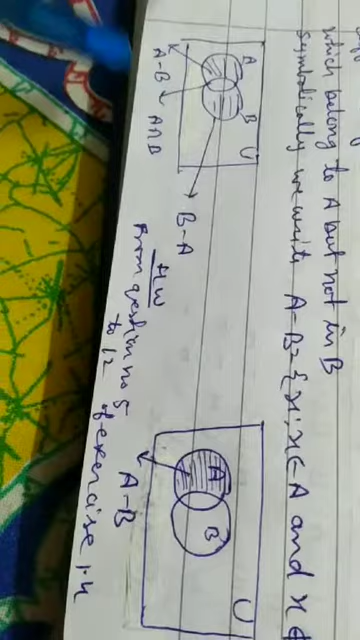 which belong to A but not in B
symbolically we write A-B={x: x∈A and x
A
B
U
A-B
A∩B
B-A
A
B
U
A-B
HW
From question no 5
to 12 of exercise 1.4